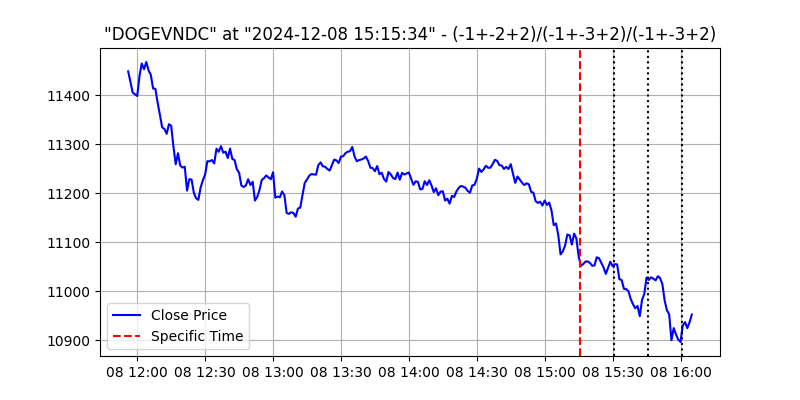 "DOGEVNDC" at "2024-12-08 15:15:34" - (-1+-2+2)/(-1+-3+2)/(-1+-3+2)
11400
11300
11200
11100
11000
10900
Close Price
Specific Time
08 12:00 08 12:30 08 13:00 08 13:30 08 14:00 08 14:30 08 15:00 08 15:30 08 16:00